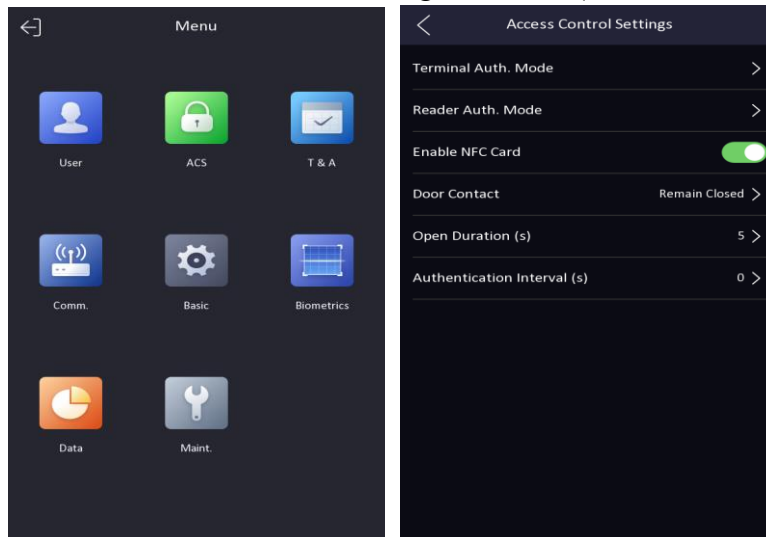 Menu
User
ACS
T & A
Comm.
Basic
Biometrics
Data
Maint.
Access Control Settings
Terminal Auth. Mode
Reader Auth. Mode
Enable NFC Card
Door Contact Remain Closed
Open Duration (s) 5
Authentication Interval (s) 0